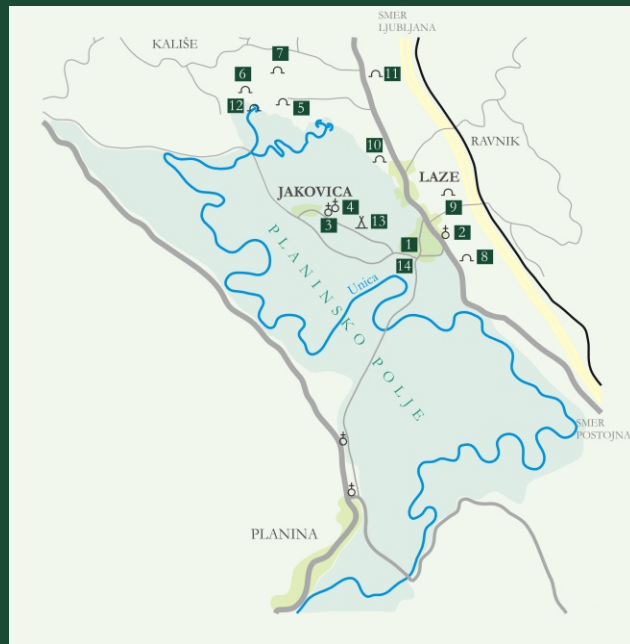 SMER
LJUBLJANA
KALIŠE
7
6
11
12
5
10
RAVNIK
JAKOVICA
LAZE
4
9
3
13
2
1
8
14
Unica
PLANINSKO POLJE
SMER
POSTOJNA
PLANINA